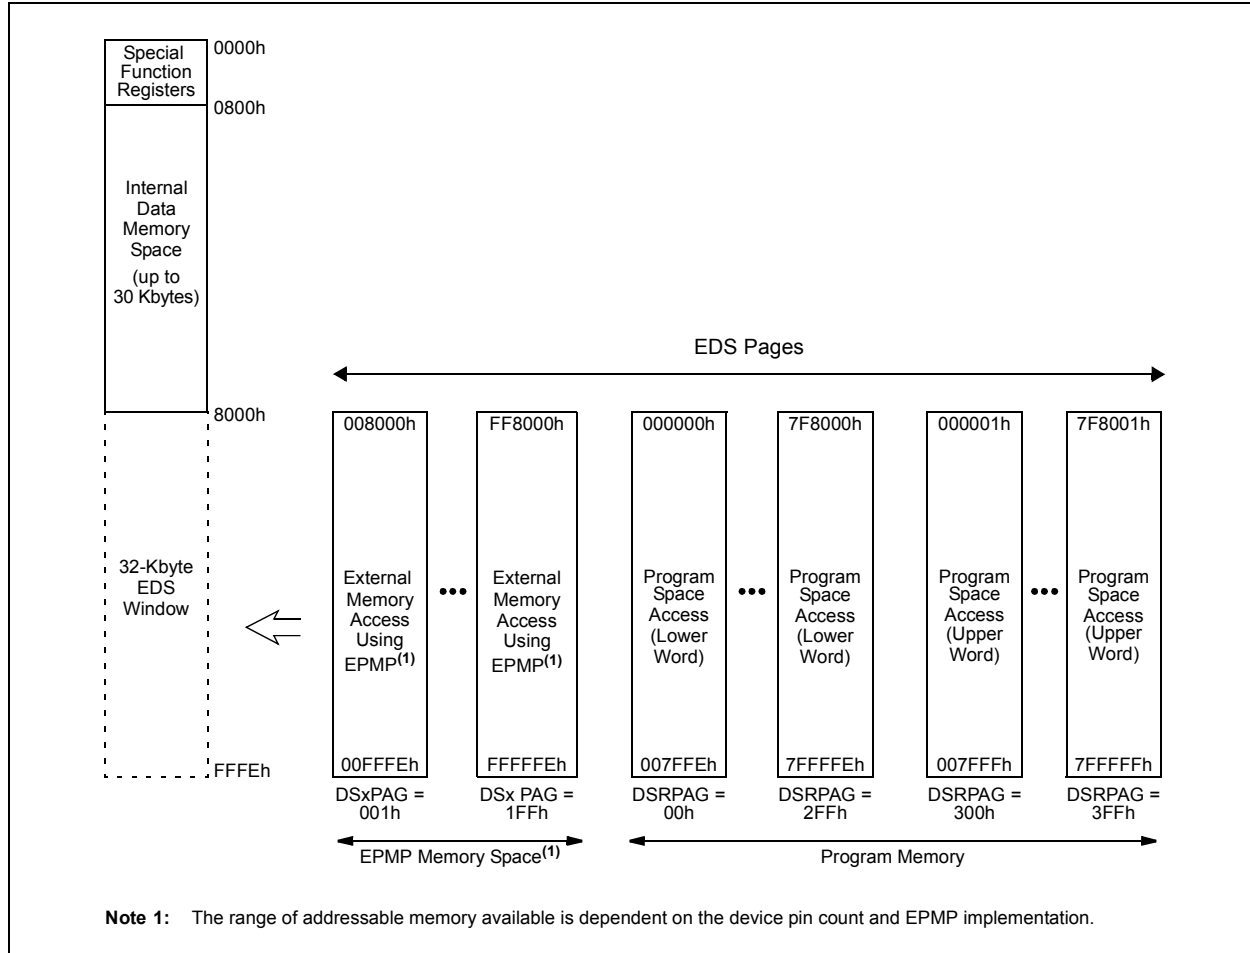 Special
Function
Registers
0000h
0800h
Internal
Data
Memory
Space
(up to
30 Kbytes)
EDS Pages
8000h
32-Kbyte
EDS
Window
FFFEh
008000h
External
Memory
Access
Using
EPMP(1)
00FFFEh
DSxPAG =
001h
•••
FF8000h
External
Memory
Access
Using
EPMP(1)
FFFFFEh
DSx PAG =
1FFh
000000h
Program
Space
Access
(Lower
Word)
007FFEh
DSRPAG =
00h
•••
7F8000h
Program
Space
Access
(Lower
Word)
7FFFFEh
DSRPAG =
2FFh
000001h
Program
Space
Access
(Upper
Word)
007FFFh
DSRPAG =
300h
•••
7F8001h
Program
Space
Access
(Upper
Word)
7FFFFFh
DSRPAG =
3FFh
EPMP Memory Space(1)
Program Memory
Note 1: The range of addressable memory available is dependent on the device pin count and EPMP implementation.